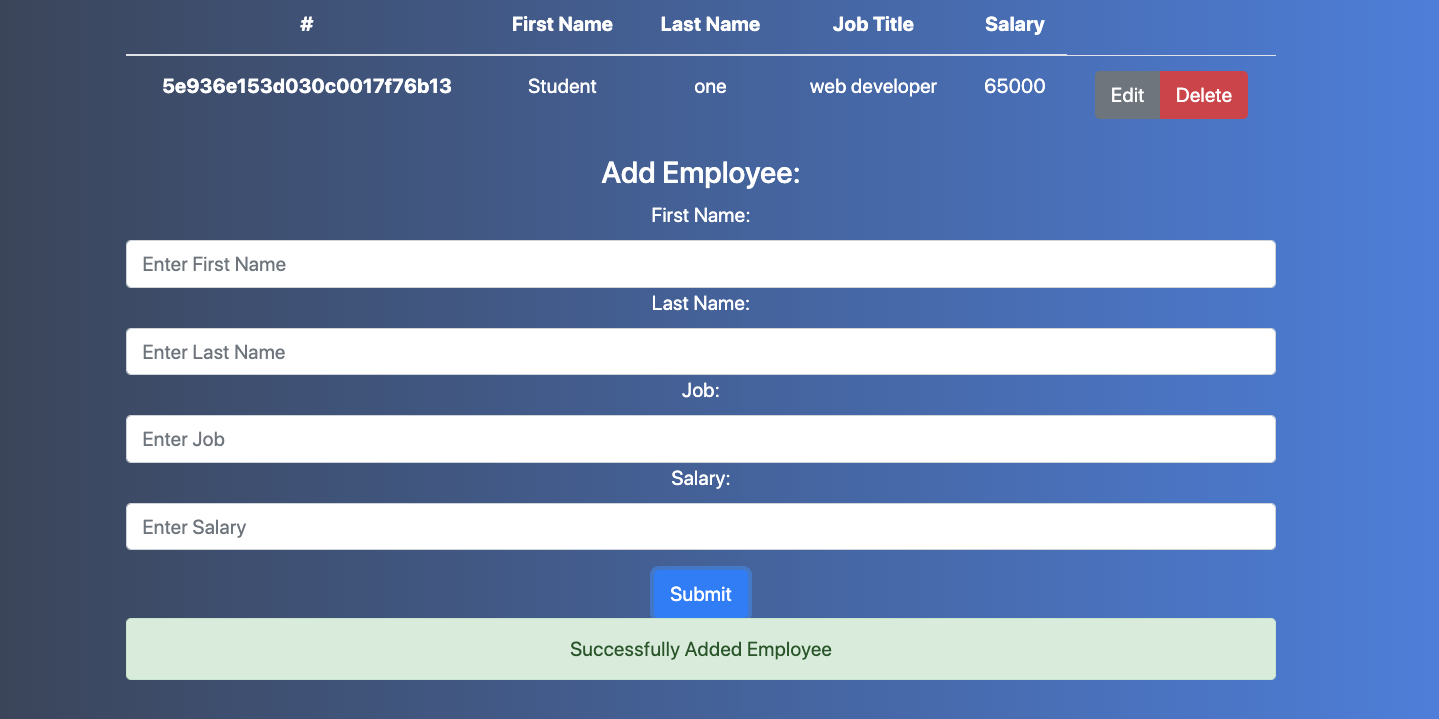 # First Name Last Name Job Title Salary
5e936e153d030c0017f76b13 Student one web developer 65000 Edit Delete
Add Employee:
First Name:
Enter First Name
Last Name:
Enter Last Name
Job:
Enter Job
Salary:
Enter Salary
Submit
Successfully Added Employee